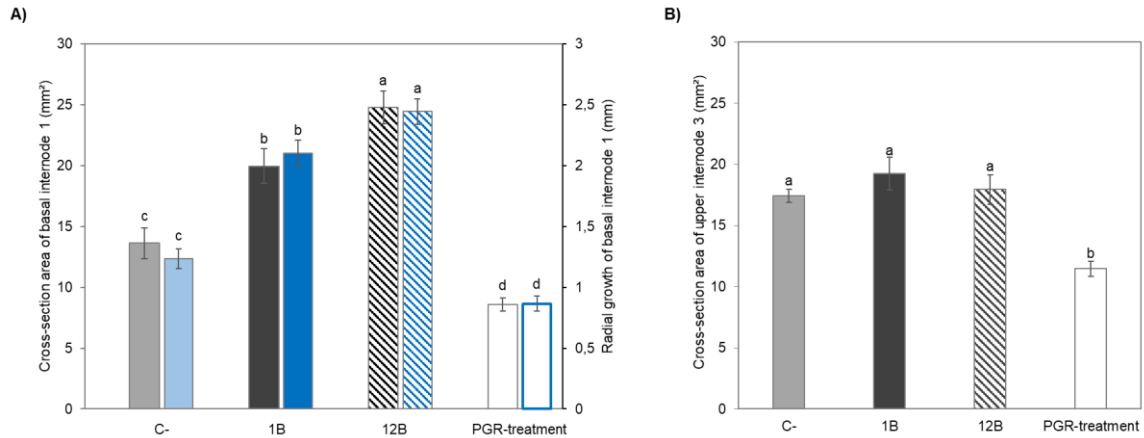 A)
Cross-section area of basal internode 1 (mm²)
30
25
20
15
10
5
0
c
c
b
b
a
a
d
d
C-
1B
12B
PGR-treatment
3
2,5
2
1,5
1
0,5
0
Radial growth of basal internode 1 (mm)
B)
Cross-section area of upper internode 3 (mm²)
30
25
20
15
10
5
0
a
a
a
b
C-
1B
12B
PGR-treatment